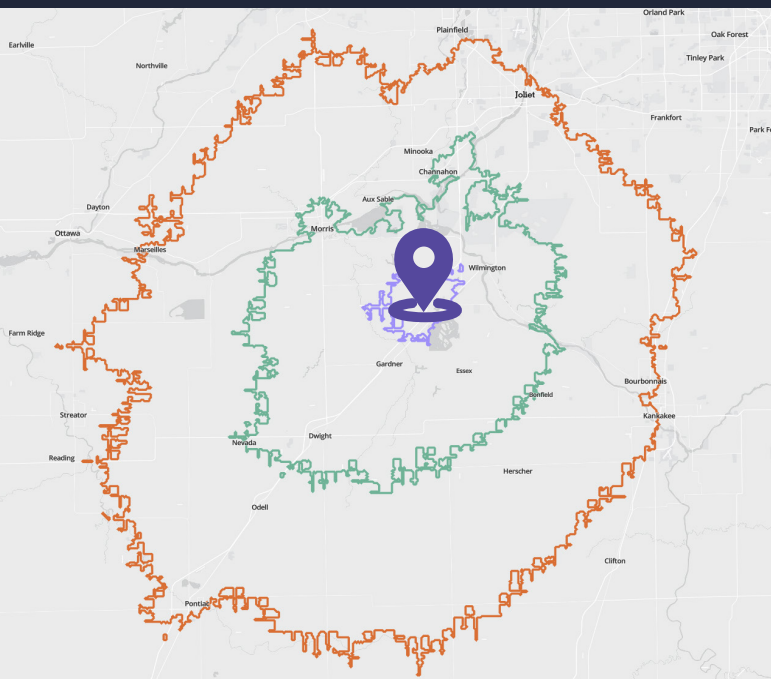 Orland Park
Plainfield
Oak Forest
Earlville
Tinley Park
Northville
Joliet
Frankfort
Park Fo
Minooka
Channahon
Aux Sable
Dayton
Morris
Ottawa
Marseilles
Wilmington
Farm Ridge
Gardner
Essex
Bourbonnais
Bonfield
Streator
Kankakee
Dwight
Nevada
Reading
Herscher
Odell
Clifton
Pontiac